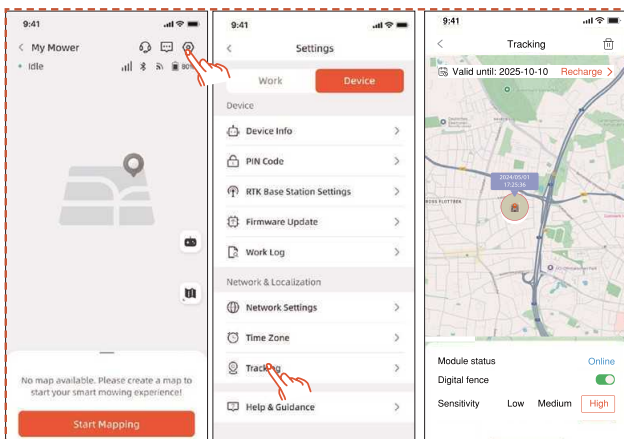 9:41
My Mower
Idle
80%
No map available. Please create a map to
start your smart mowing experience!
Start Mapping
9:41
Settings
Work
Device
Device
Device Info
PIN Code
RTK Base Station Settings
Firmware Update
Work Log
Network & Localization
Network Settings
Time Zone
Tracking
Help & Guidance
9:41
Tracking
Valid until: 2025-10-10 Recharge
2024/05/01
17:25:36
Module status Online
Digital fence
Sensitivity Low Medium High